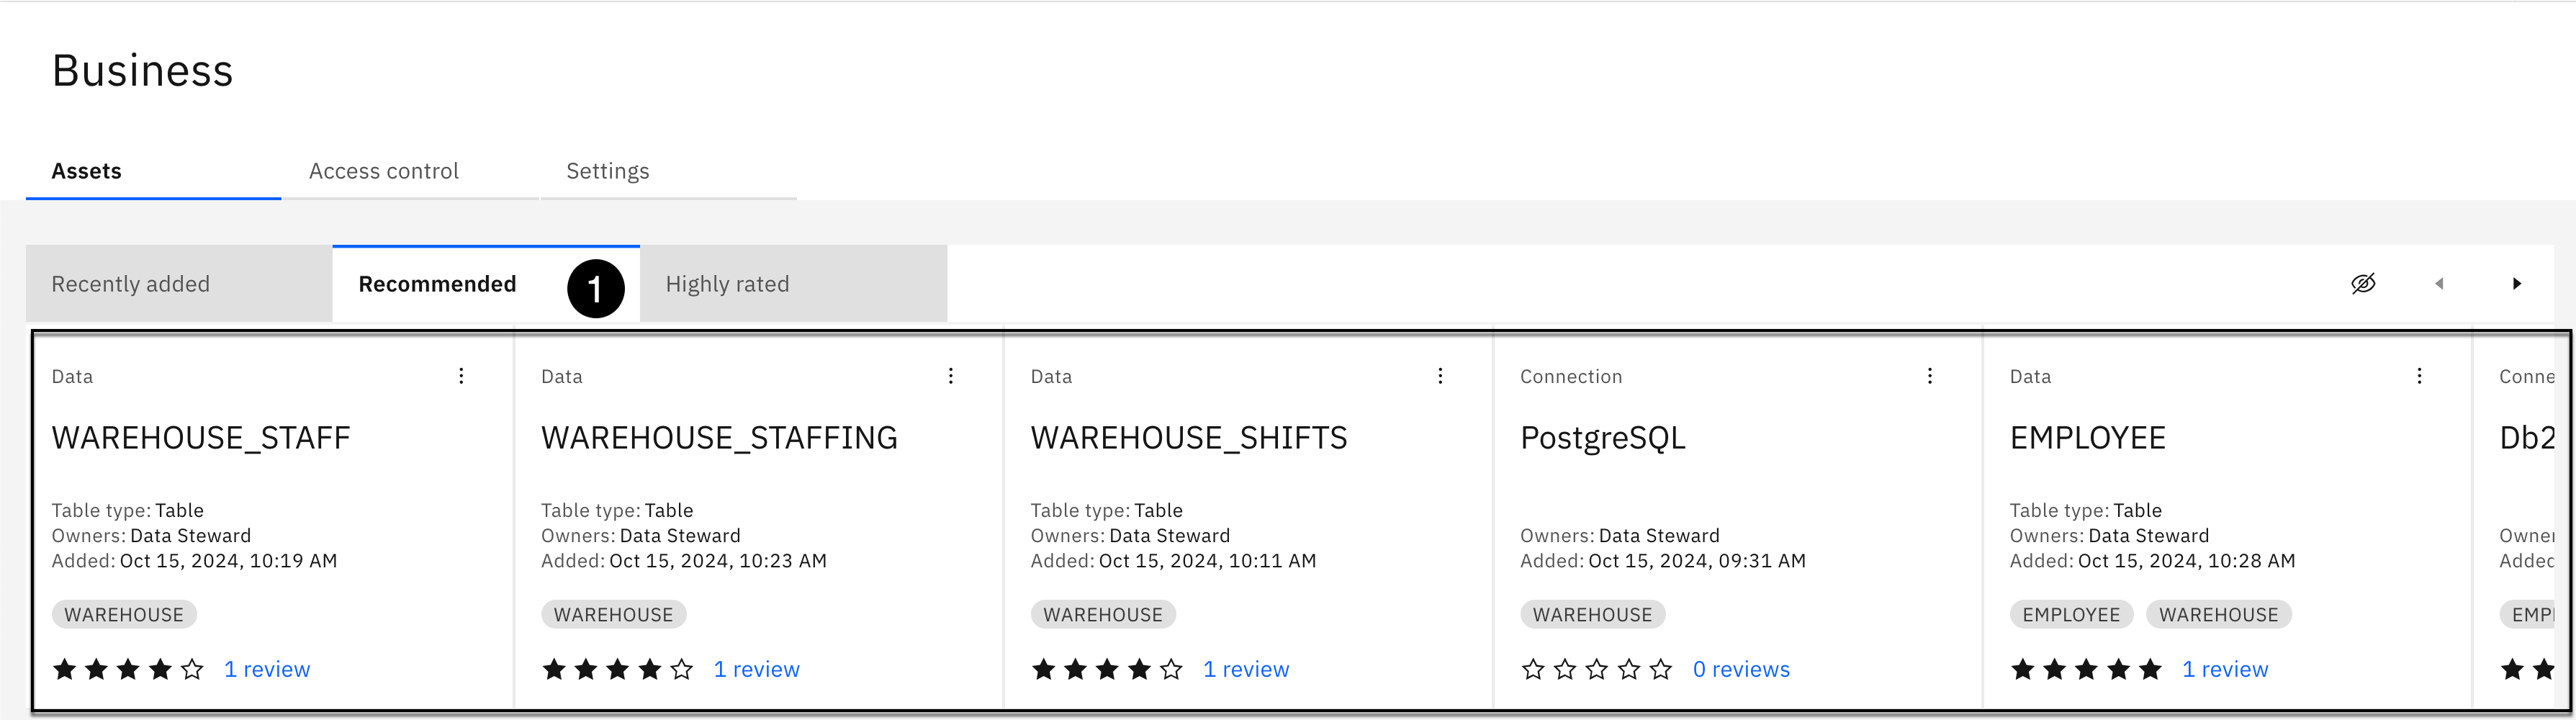 Business
Assets Access control Settings
Recently added Recommended 1 Highly rated
Data
WAREHOUSE_STAFF
Table type: Table
Owners: Data Steward
Added: Oct 15, 2024, 10:19 AM
WAREHOUSE
1 review
Data
WAREHOUSE_STAFFING
Table type: Table
Owners: Data Steward
Added: Oct 15, 2024, 10:23 AM
WAREHOUSE
1 review
Data
WAREHOUSE_SHIFTS
Table type: Table
Owners: Data Steward
Added: Oct 15, 2024, 10:11 AM
WAREHOUSE
1 review
Connection
PostgreSQL
Owners: Data Steward
Added: Oct 15, 2024, 09:31 AM
WAREHOUSE
0 reviews
Data
EMPLOYEE
Table type: Table
Owners: Data Steward
Added: Oct 15, 2024, 10:28 AM
EMPLOYEE WAREHOUSE
1 review
Conne
Db2
Owner
Added
EMP